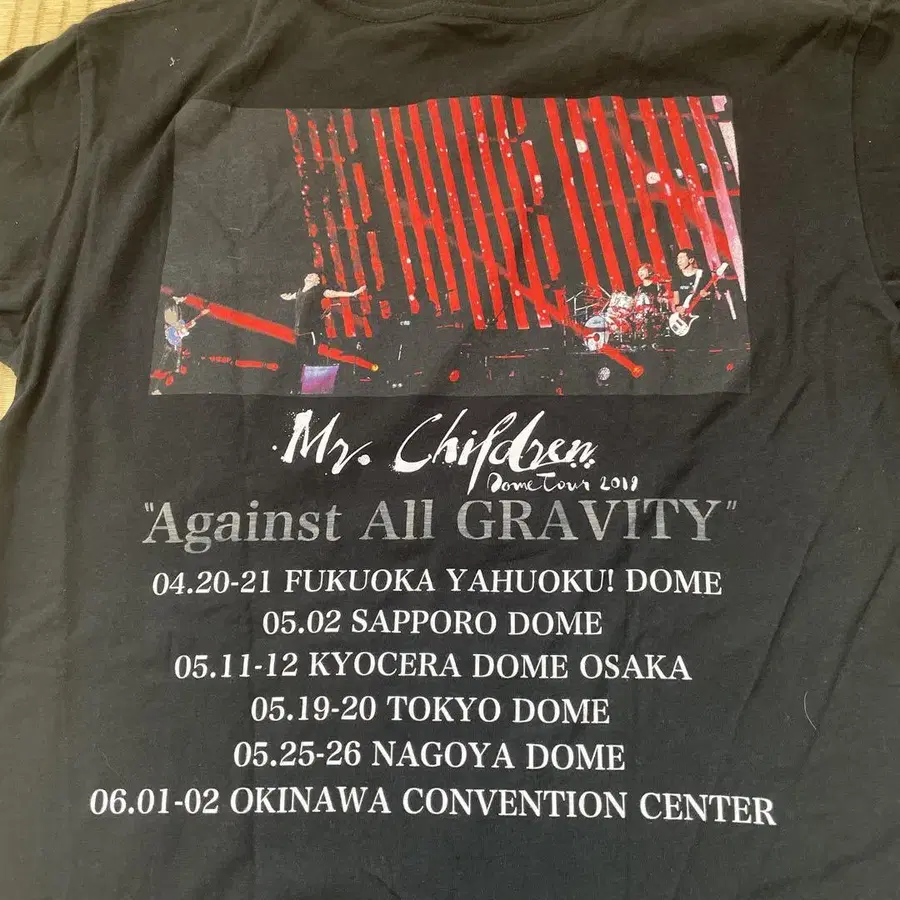 Mr. Children
Dome Tour 2019
"Against All GRAVITY"
04.20-21 FUKUOKA YAHUOKU! DOME
05.02 SAPPORO DOME
05.11-12 KYOCERA DOME OSAKA
05.19-20 TOKYO DOME
05.25-26 NAGOYA DOME
06.01-02 OKINAWA CONVENTION CENTER